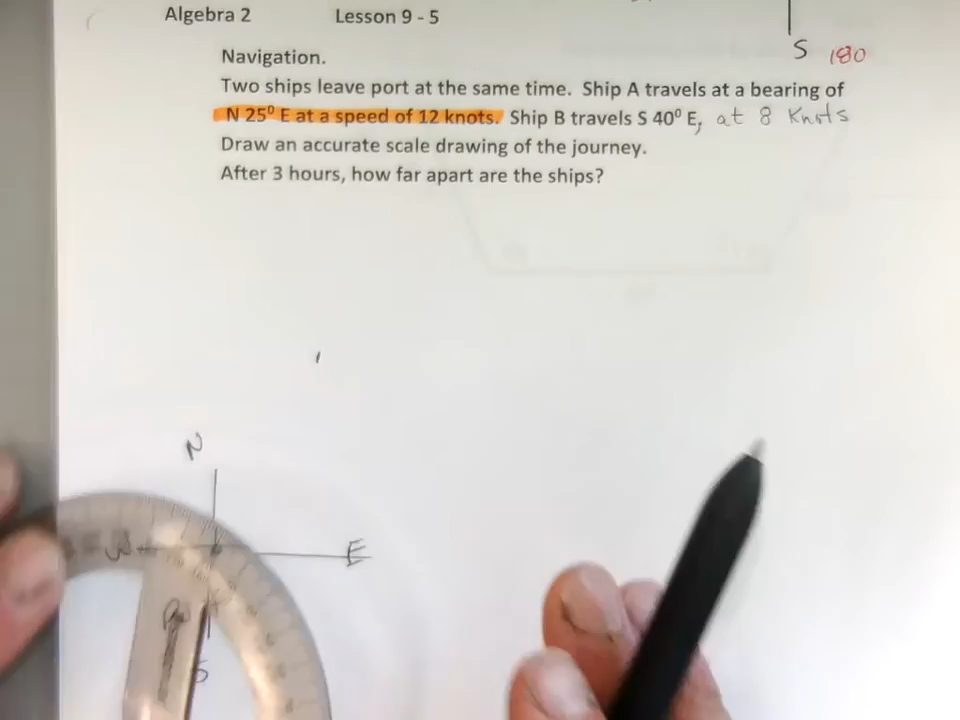 Algebra 2 Lesson 9 - 5
S 180
Navigation.
Two ships leave port at the same time. Ship A travels at a bearing of
N 25⁰ E at a speed of 12 knots. Ship B travels S 40⁰ E, at 8 Knots
Draw an accurate scale drawing of the journey.
After 3 hours, how far apart are the ships?
N
W E
S